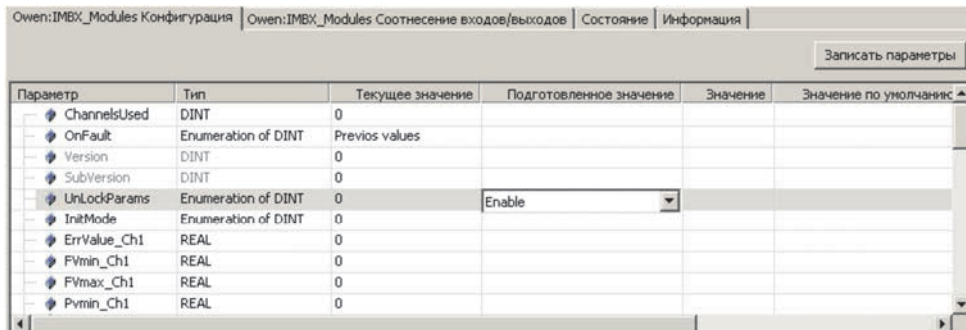 Owen:IMBX_Modules Конфигурация Owen:IMBX_Modules Соотнесение входов/выходов Состояние Информация
Записать параметры
Параметр Тип Текущее значение Подготовленное значение Значение Значение по умолчанию
ChannelsUsed DINT 0
OnFault Enumeration of DINT Previos values
Version DINT 0
SubVersion DINT 0
UnLockParams Enumeration of DINT 0 Enable
InitMode Enumeration of DINT 0
ErrValue_Ch1 REAL 0
FVmin_Ch1 REAL 0
FVmax_Ch1 REAL 0
Pvmin_Ch1 REAL 0